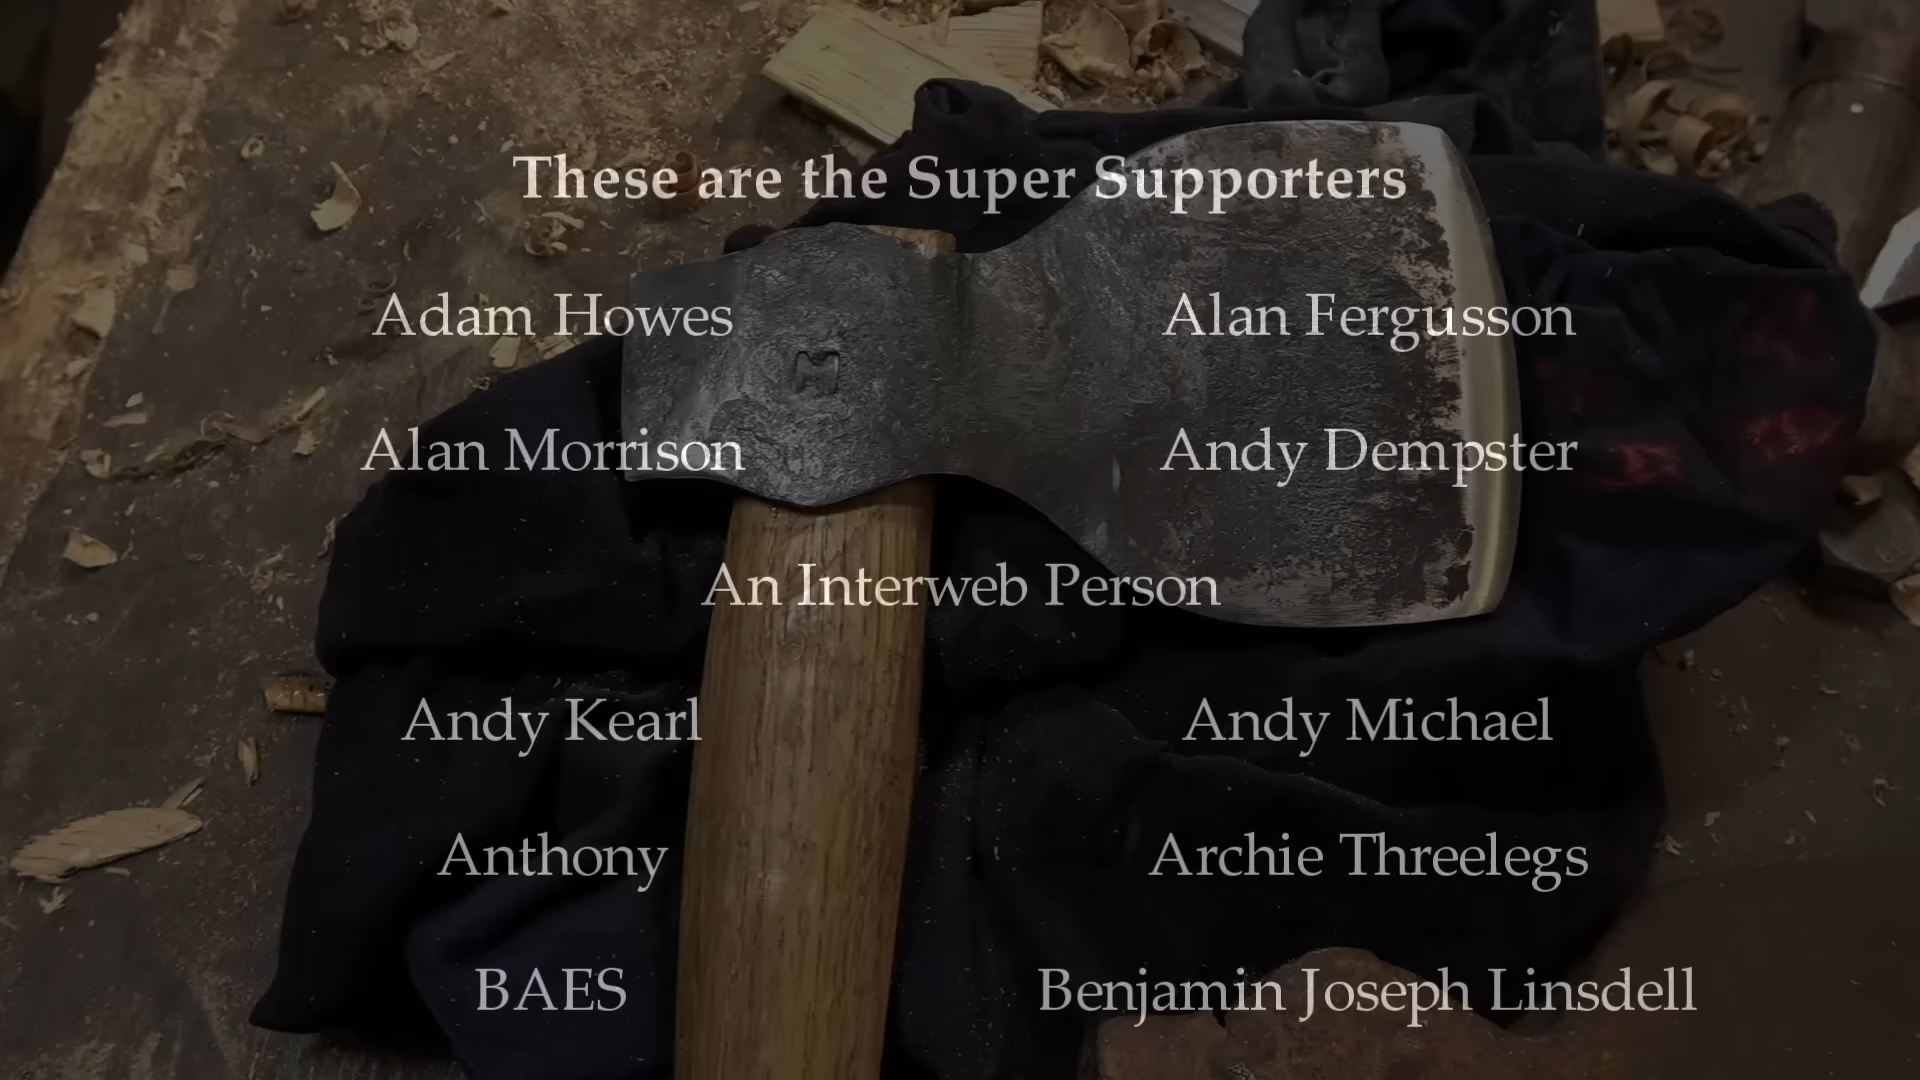 These are the Super Supporters
Adam Howes
Alan Fergusson
Alan Morrison
Andy Dempster
An Interweb Person
Andy Kearl
Andy Michael
Anthony
Archie Threelegs
BAES
Benjamin Joseph Linsdell
M